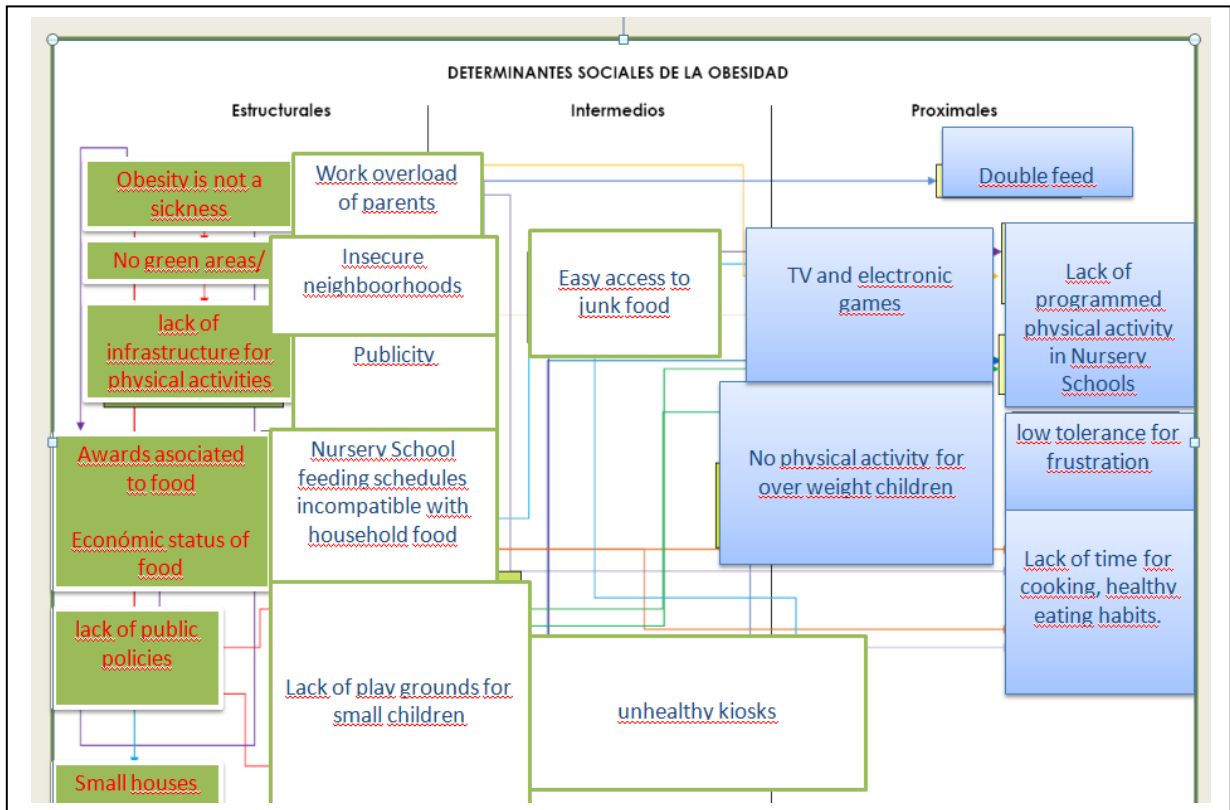 DETERMINANTES SOCIALES DE LA OBESIDAD
Estructurales
Intermedios
Proximales
Obesity is not a
sickness
No green areas/
lack of
infrastructure for
physical activities
Awards asociated
to food
Económic status of
food
lack of public
policies
Small houses
Work overload
of parents
Insecure
neighboorhoods
Publicity
Nursery School
feeding schedules
incompatible with
household food
Lack of play grounds for
small children
Easy access to
junk food
unhealthy kiosks
TV and electronic
games
No physical activity for
over weight children
Double feed
Lack of
programmed
physical activity
in Nursery
Schools
low tolerance for
frustration
Lack of time for
cooking, healthy
eating habits.